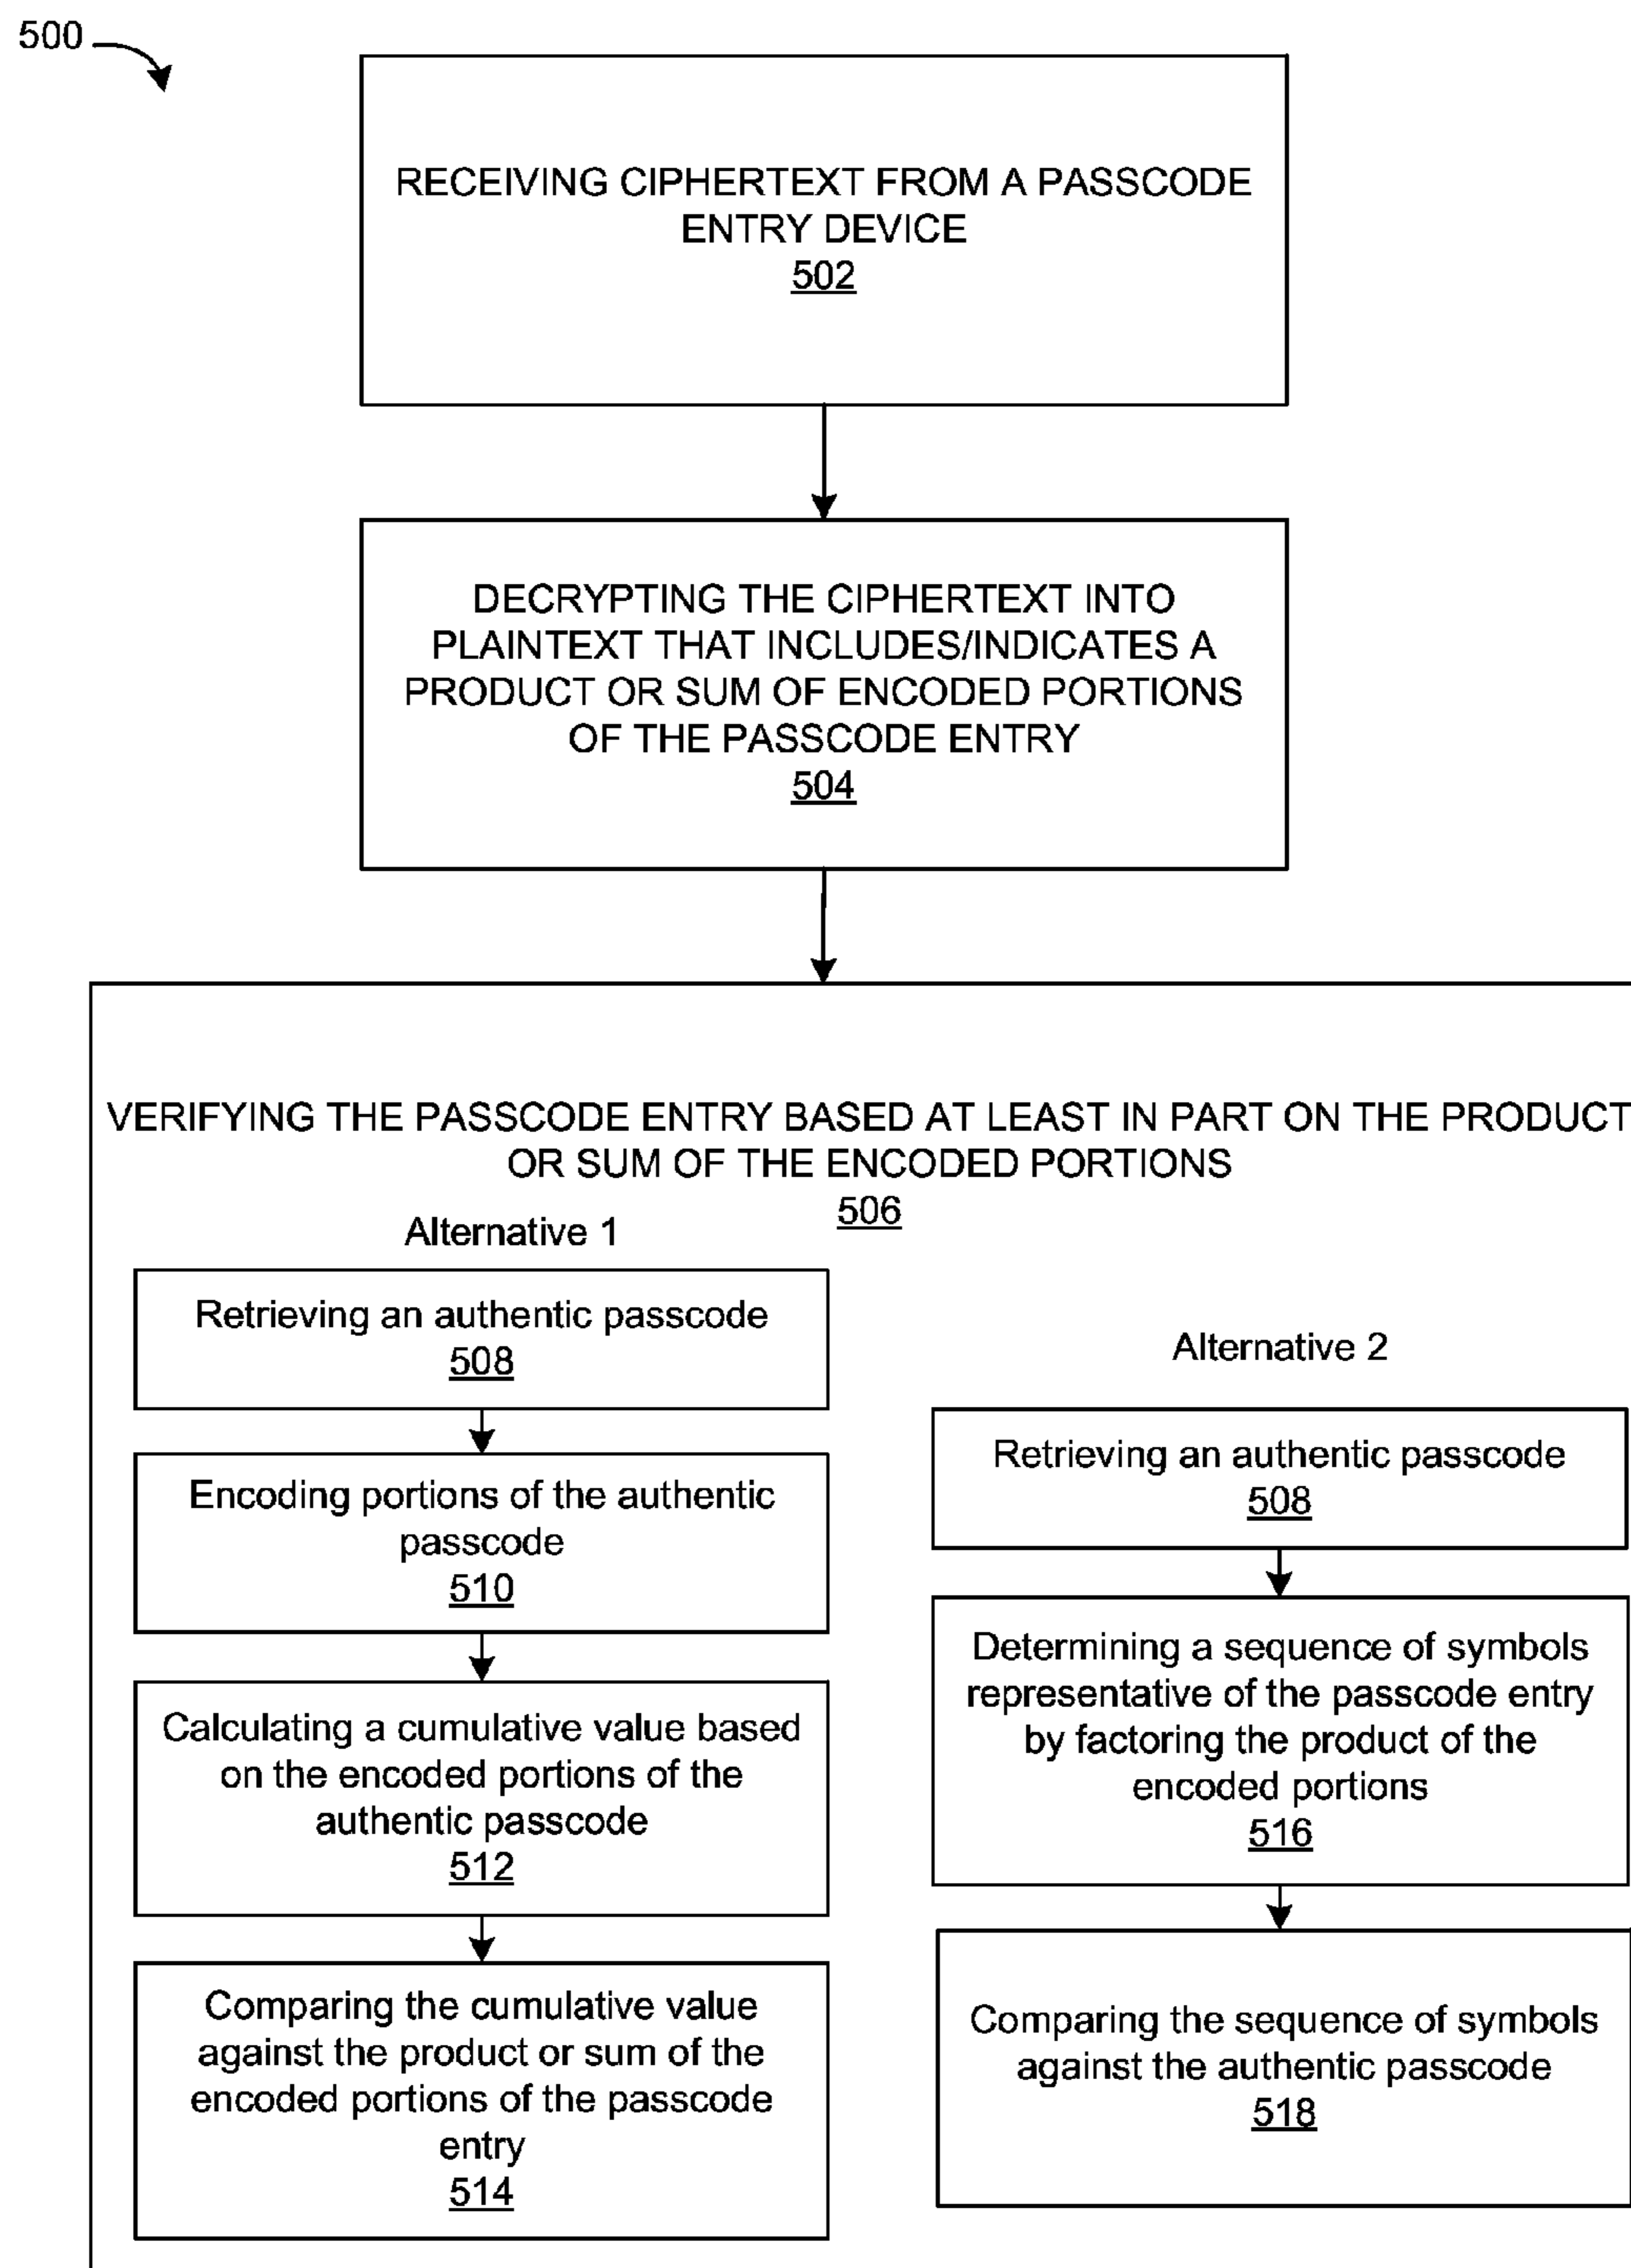 500
RECEIVING CIPHERTEXT FROM A PASSCODE
ENTRY DEVICE
502
DECRYPTING THE CIPHERTEXT INTO
PLAINTEXT THAT INCLUDES/INDICATES A
PRODUCT OR SUM OF ENCODED PORTIONS
OF THE PASSCODE ENTRY
504
VERIFYING THE PASSCODE ENTRY BASED AT LEAST IN PART ON THE PRODUCT
OR SUM OF THE ENCODED PORTIONS
506
Alternative 1
Retrieving an authentic passcode
508
Encoding portions of the authentic
passcode
510
Calculating a cumulative value based
on the encoded portions of the
authentic passcode
512
Comparing the cumulative value
against the product or sum of the
encoded portions of the passcode
entry
514
Alternative 2
Retrieving an authentic passcode
508
Determining a sequence of symbols
representative of the passcode entry
by factoring the product of the
encoded portions
516
Comparing the sequence of symbols
against the authentic passcode
518